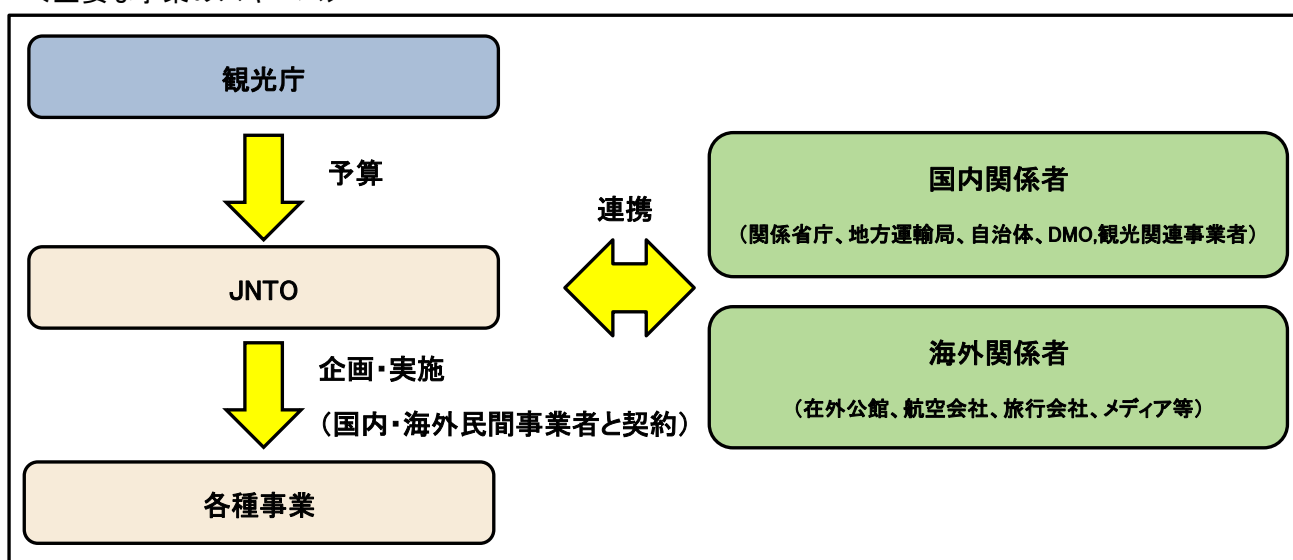 観光庁
予算
JNTO
企画・実施
（国内・海外民間事業者と契約）
各種事業
連携
国内関係者
（関係省庁、地方運輸局、自治体、DMO,観光関連事業者）
海外関係者
（在外公館、航空会社、旅行会社、メディア等）